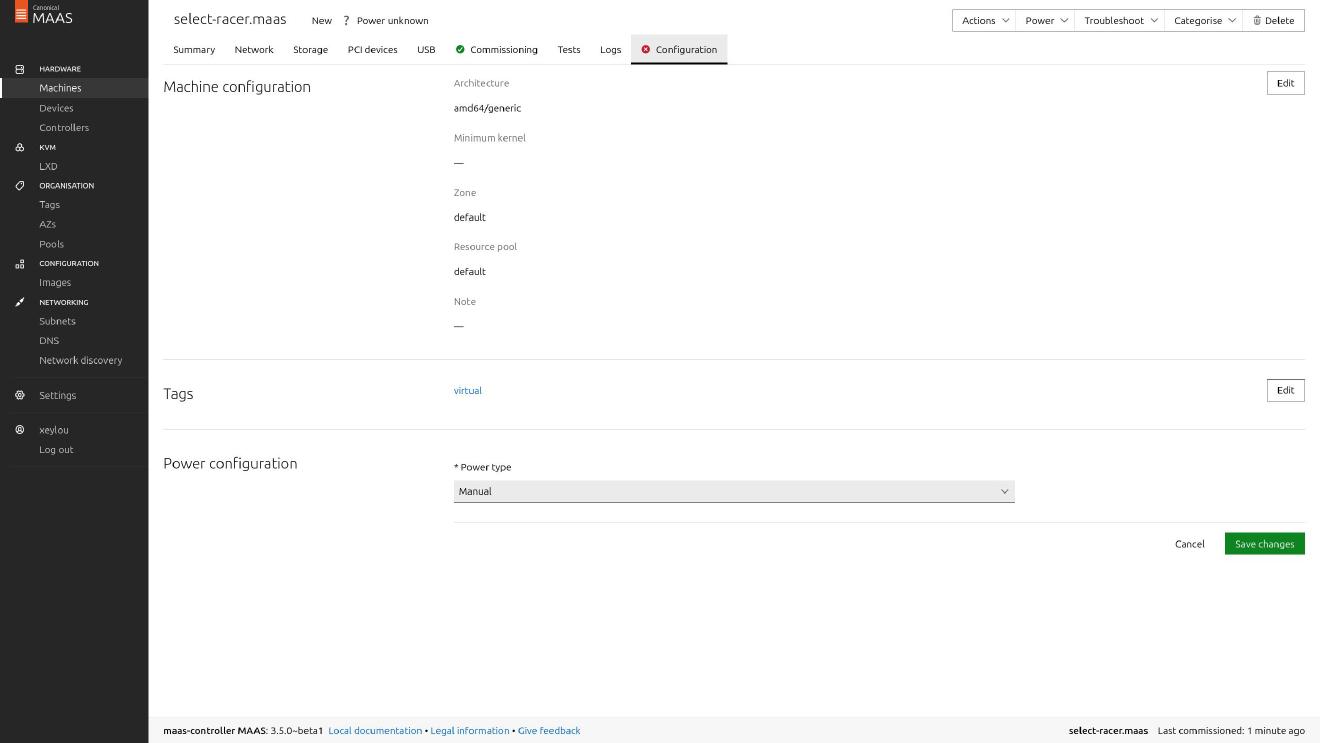 Canonical
MAAS
HARDWARE
Machines
Devices
Controllers
KVM
LXD
ORGANISATION
Tags
AZs
Pools
CONFIGURATION
Images
NETWORKING
Subnets
DNS
Network discovery
Settings
xeylou
Log out
select-racer.maas New ? Power unknown
Actions Power Troubleshoot Categorise Delete
Summary Network Storage PCI devices USB Commissioning Tests Logs Configuration
Machine configuration
Architecture
Edit
amd64/generic
Minimum kernel
—
Zone
default
Resource pool
default
Note
—
Tags
virtual
Edit
Power configuration
* Power type
Manual
Cancel Save changes
maas-controller MAAS: 3.5.0~beta1 Local documentation • Legal information • Give feedback
select-racer.maas Last commissioned: 1 minute ago